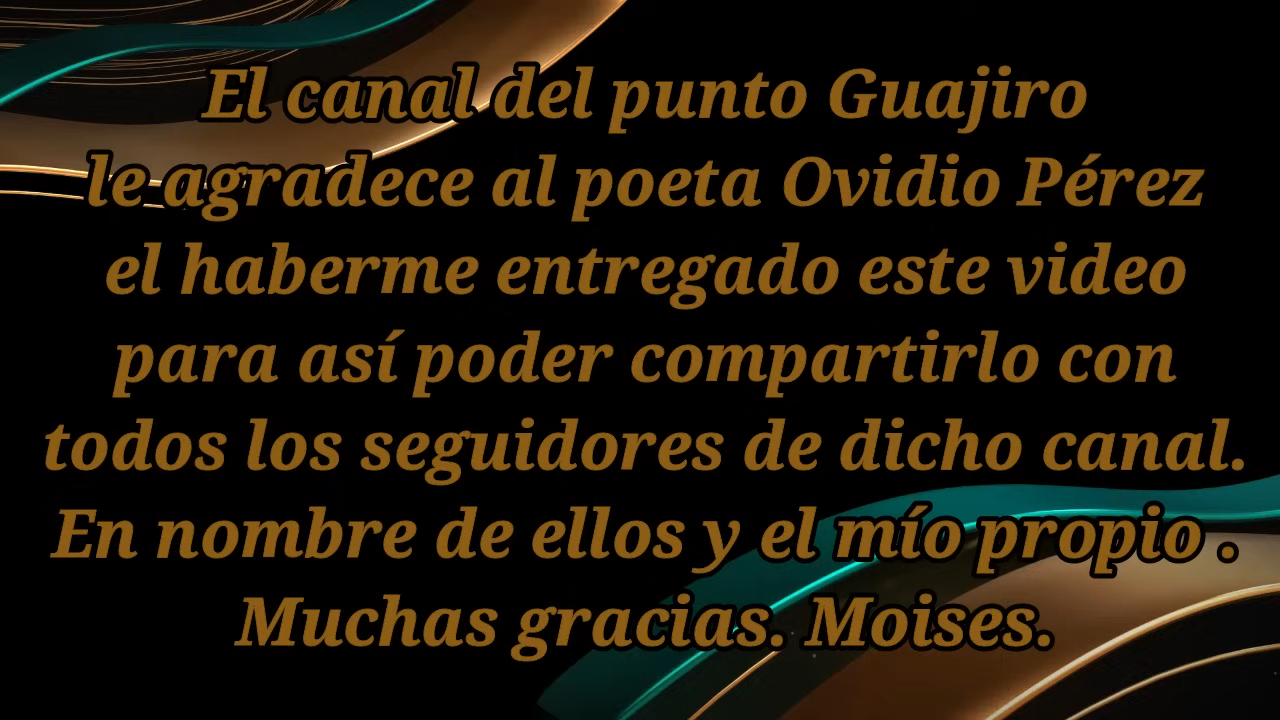 El canal del punto Guajiro
le agradece al poeta Ovidio Pérez
el haberme entregado este video
para así poder compartirlo con
todos los seguidores de dicho canal.
En nombre de ellos y el mío propio .
Muchas gracias. Moises.